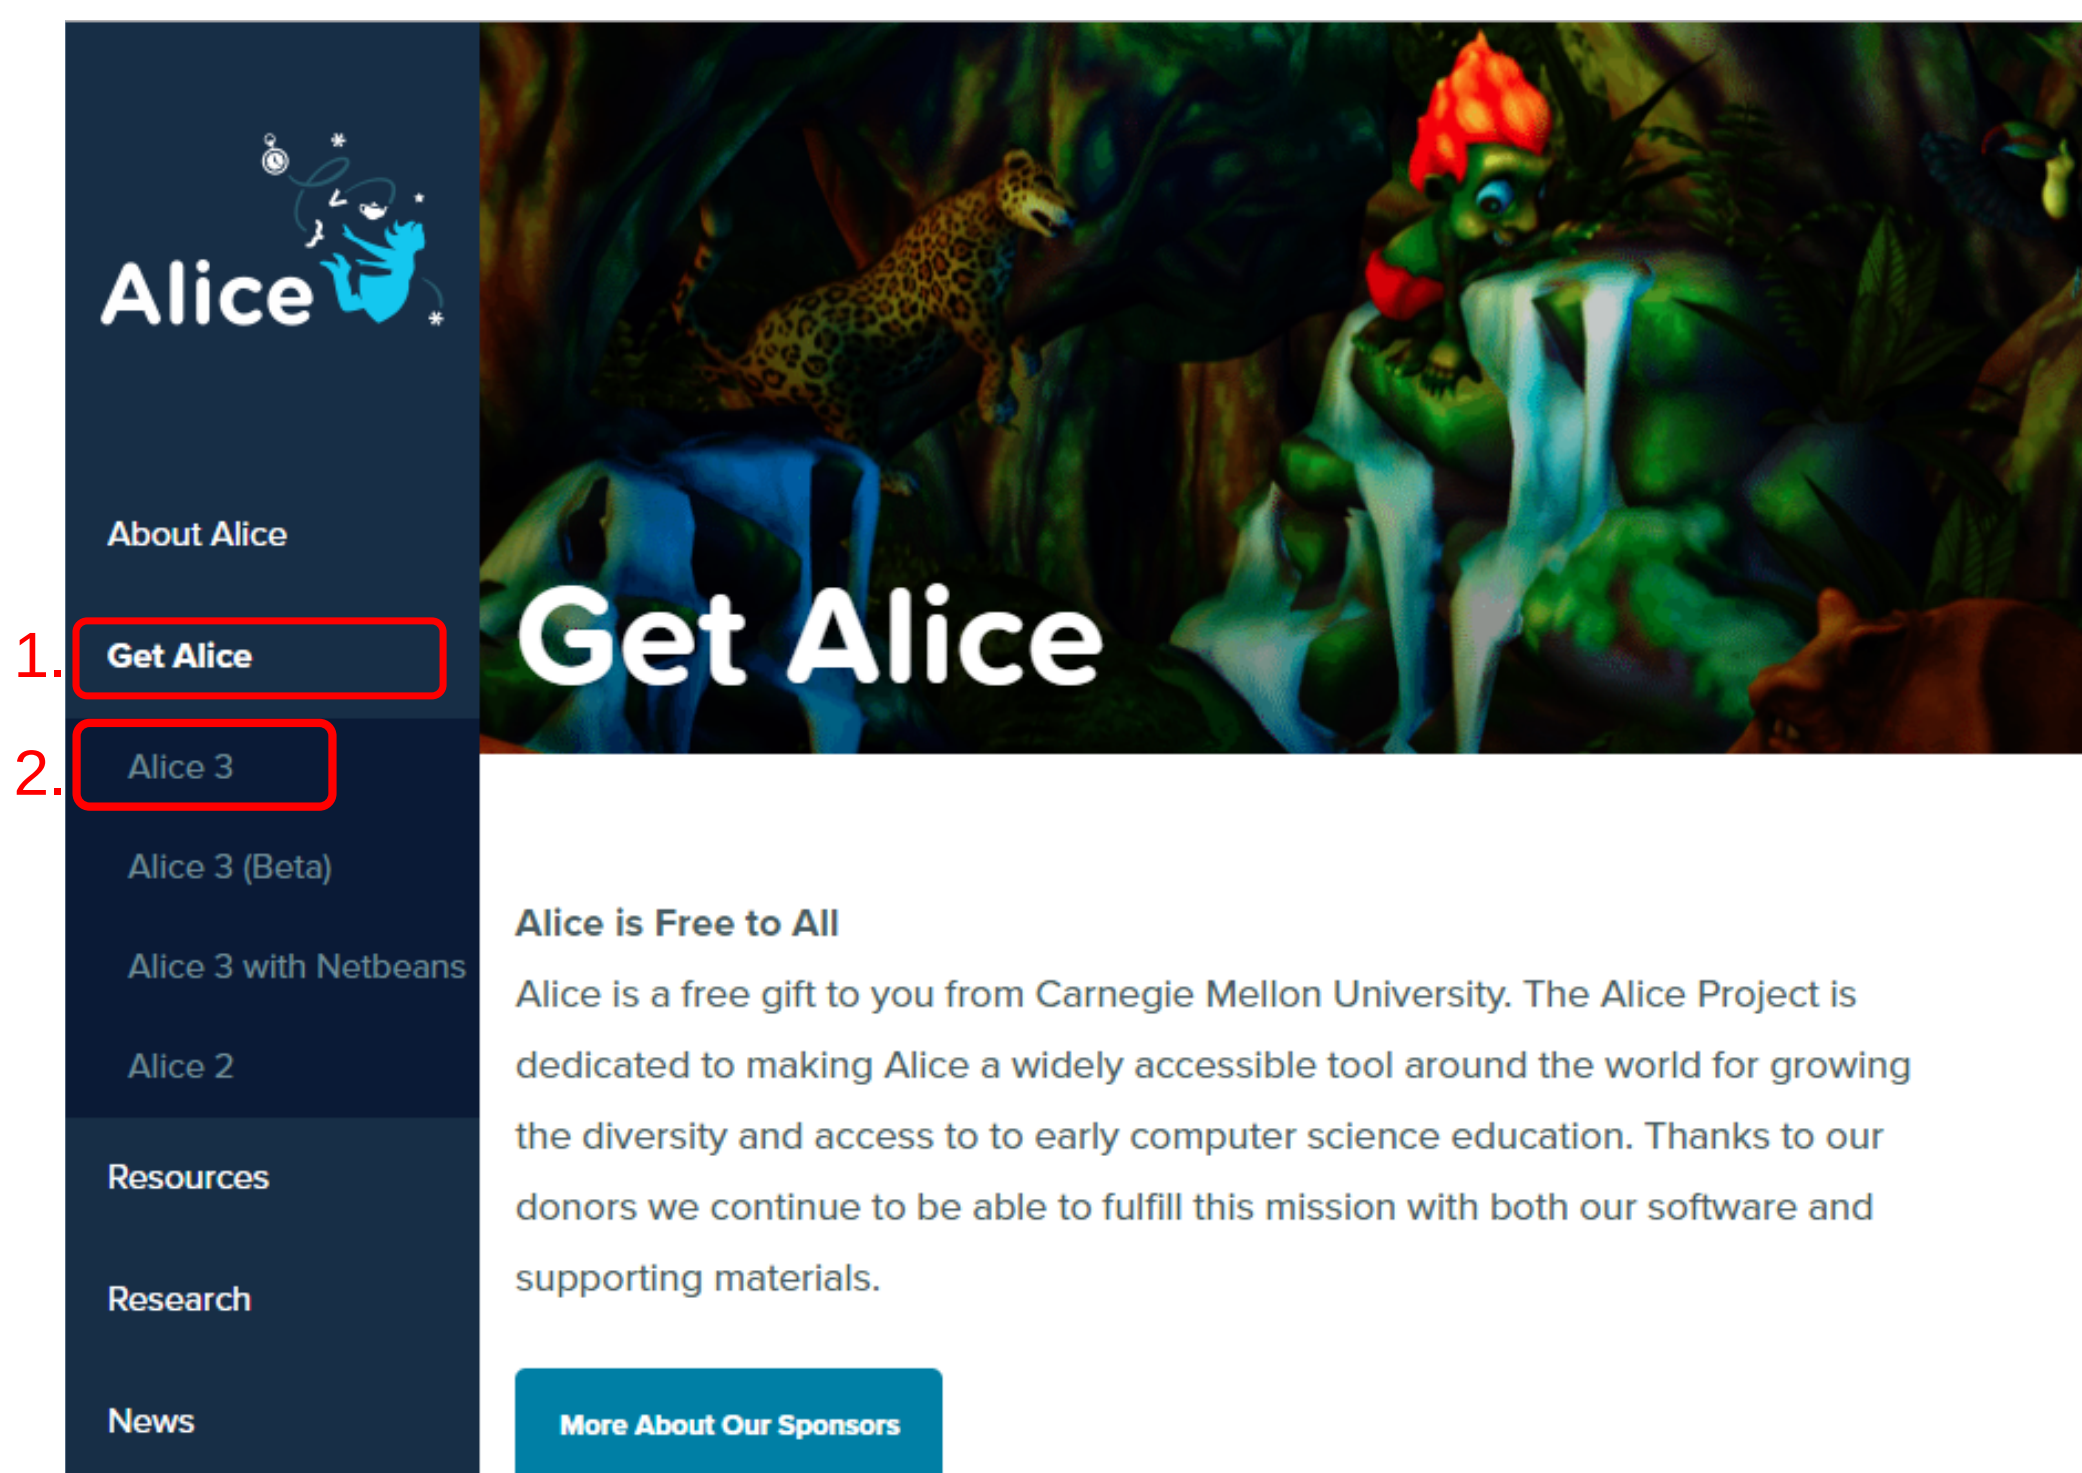 Alice
About Alice
1. Get Alice
2. Alice 3
Alice 3 (Beta)
Alice 3 with Netbeans
Alice 2
Resources
Research
News
Get Alice
Alice is Free to All
Alice is a free gift to you from Carnegie Mellon University. The Alice Project is
dedicated to making Alice a widely accessible tool around the world for growing
the diversity and access to to early computer science education. Thanks to our
donors we continue to be able to fulfill this mission with both our software and
supporting materials.
More About Our Sponsors